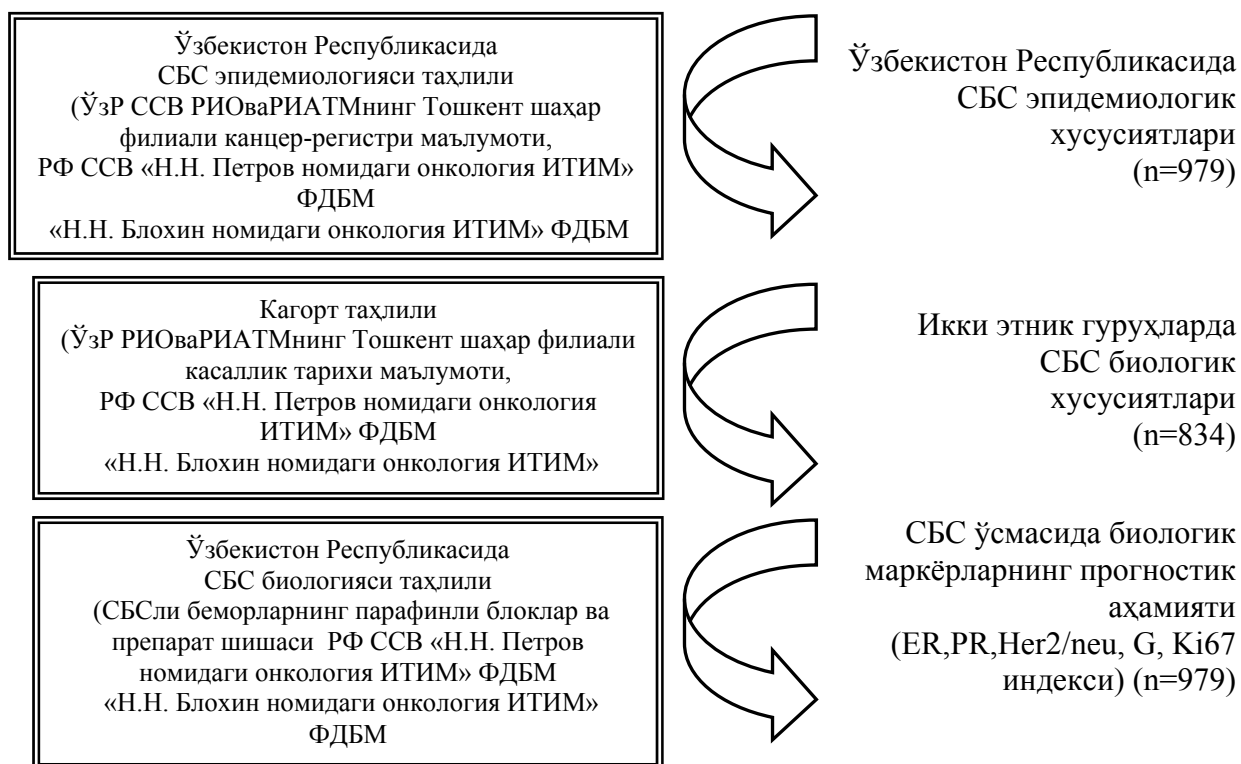 Ўзбекистон Республикасида
СБС эпидемиологияси таҳлили
(ЎзР ССВ РИОваРИАТМнинг Тошкент шаҳар
филиали канцер-регистри маълумоти,
РФ ССВ «Н.Н. Петров номидаги онкология ИТИМ»
ФДБМ
«Н.Н. Блохин номидаги онкология ИТИМ» ФДБМ
Ўзбекистон Республикасида
СБС эпидемиологик
хусусиятлари
(n=979)
Кагорт таҳлили
(ЎзР РИОваРИАТМнинг Тошкент шаҳар филиали
касаллик тарихи маълумоти,
РФ ССВ «Н.Н. Петров номидаги онкология
ИТИМ» ФДБМ
«Н.Н. Блохин номидаги онкология ИТИМ»
Икки этник гуруҳларда
СБС биологик
хусусиятлари
(n=834)
Ўзбекистон Республикасида
СБС биологияси таҳлили
(СБСли беморларнинг парафинли блоклар ва
препарат шишаси РФ ССВ «Н.Н. Петров
номидаги онкология ИТИМ» ФДБМ
«Н.Н. Блохин номидаги онкология ИТИМ»
ФДБМ
СБС ўсмасида биологик
маркёрларнинг прогностик
аҳамияти
(ER,PR,Her2/neu, G, Ki67
индекси) (n=979)